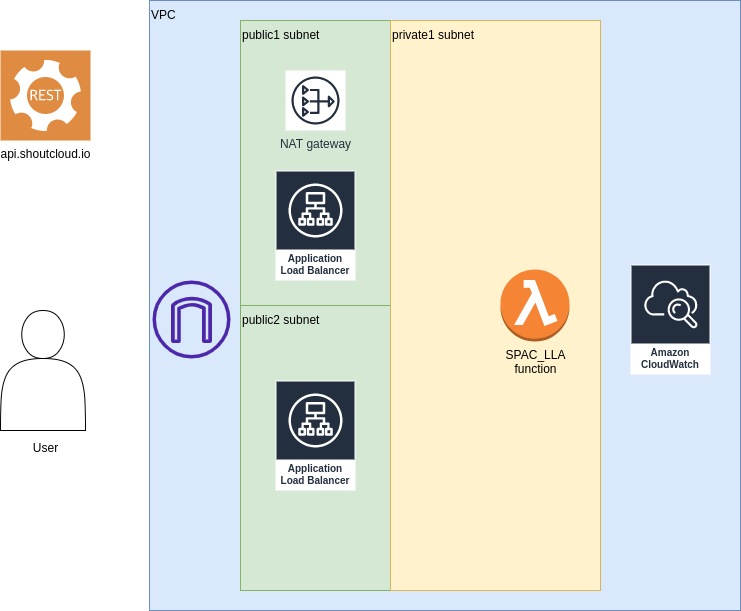 VPC
public1 subnet
private1 subnet
REST
api.shoutcloud.io
NAT gateway
Application
Load Balancer
public2 subnet
SPAC_LLA
function
Amazon
CloudWatch
User
Application
Load Balancer